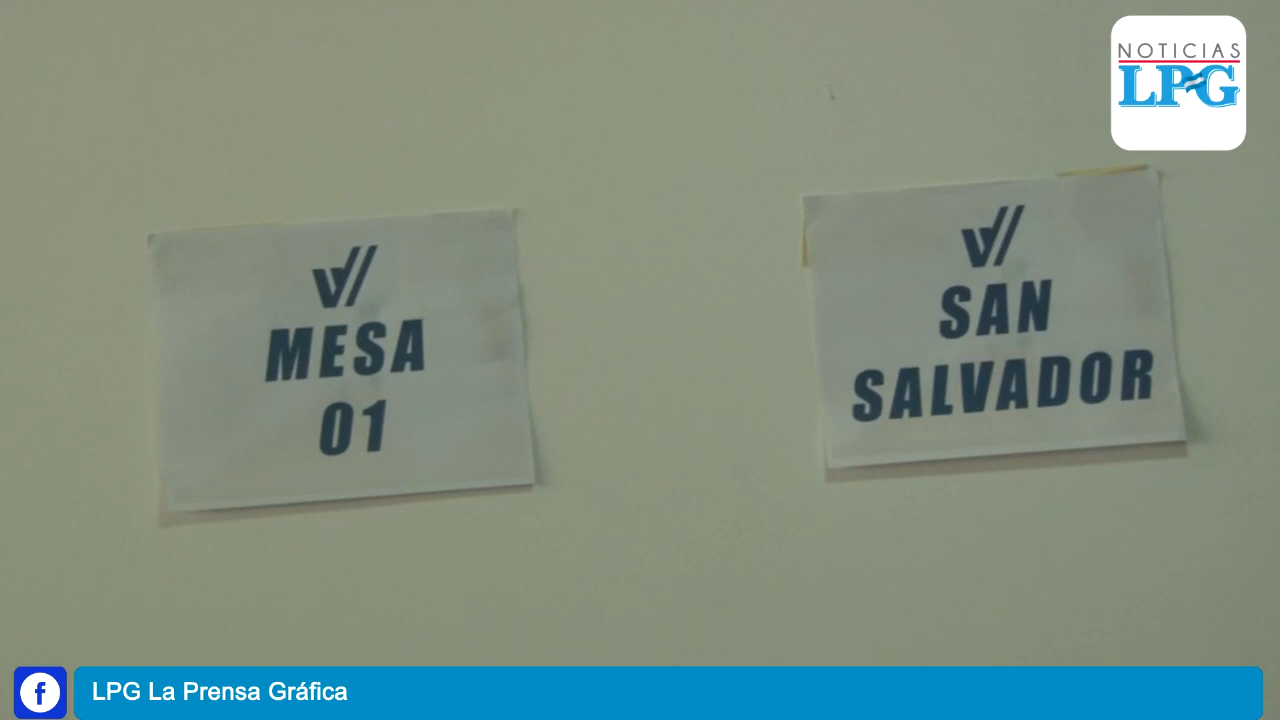 NOTICIAS
LPG
MESA
01
SAN
SALVADOR
LPG La Prensa Gráfica